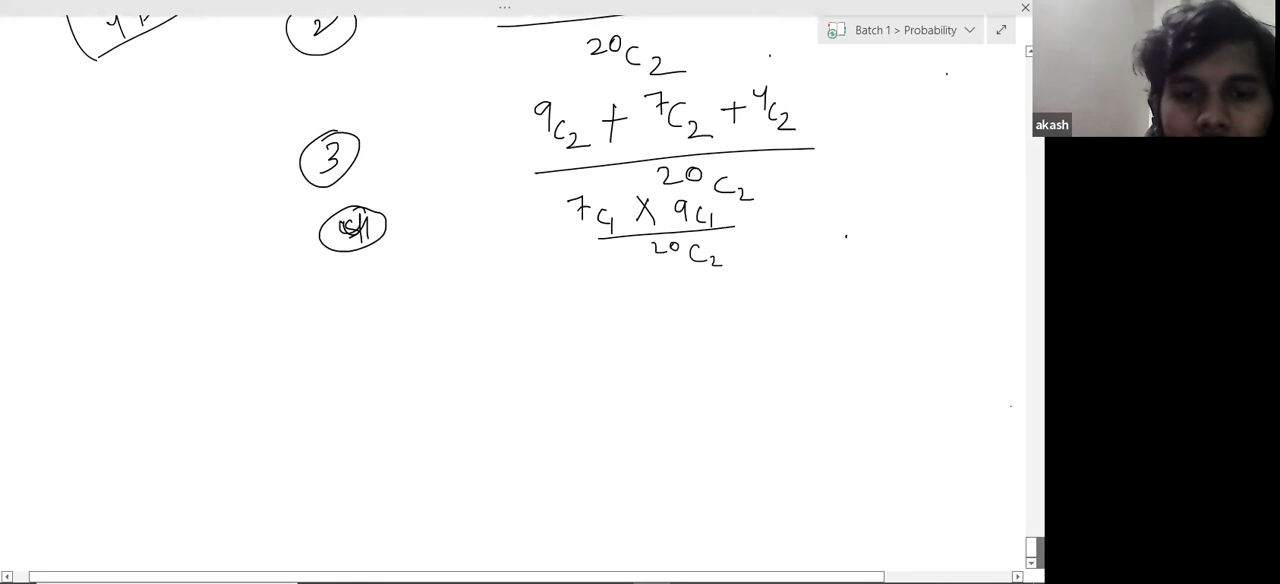 2
²⁰C₂
Batch 1 > Probability
akash
3
⁹C₂ + ⁷C₂ + ⁴C₂
²⁰C₂
⁷C₁ X ⁹C₁
²⁰C₂